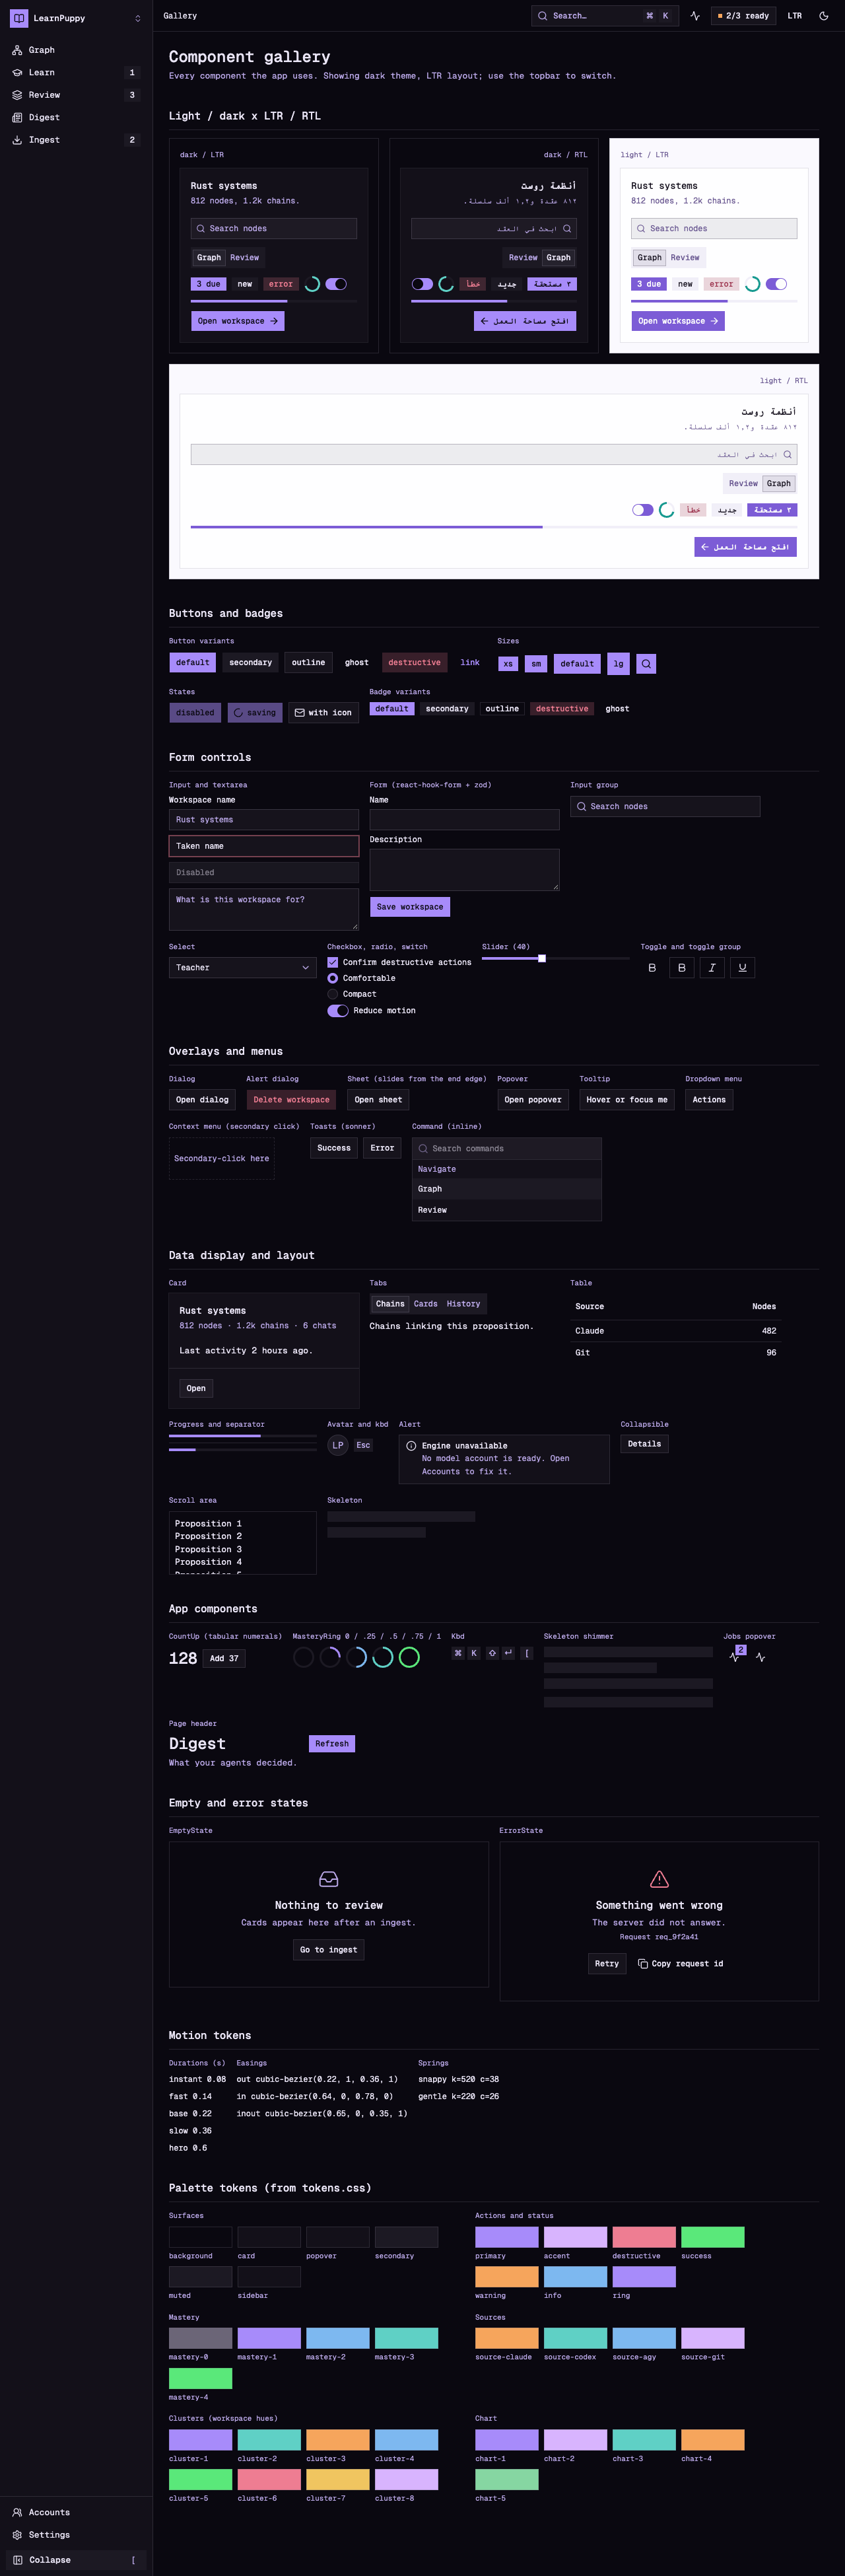 LearnPuppy
Graph
Learn 1
Review 3
Digest
Ingest 2
Accounts
Settings
Collapse [
Gallery
Search… ⌘ K
2/3 ready
LTR
Component gallery
Every component the app uses. Showing dark theme, LTR layout; use the topbar to switch.
Light / dark x LTR / RTL
dark / LTR
Rust systems
812 nodes, 1.2k chains.
Search nodes
Graph Review
3 due new error
Open workspace
dark / RTL
أنظمة روست
٨١٢ عقدة و١,٢ ألف سلسلة.
ابحث في العقد
Review Graph
٣ مستحقة جديد خطأ
افتح مساحة العمل
light / LTR
Rust systems
812 nodes, 1.2k chains.
Search nodes
Graph Review
3 due new error
Open workspace
light / RTL
أنظمة روست
٨١٢ عقدة و١,٢ ألف سلسلة.
ابحث في العقد
Review Graph
٣ مستحقة جديد خطأ
افتح مساحة العمل
Buttons and badges
Button variants
default secondary outline ghost destructive link
Sizes
xs sm default lg
States
disabled saving with icon
Badge variants
default secondary outline destructive ghost
Form controls
Input and textarea
Workspace name
Rust systems
Taken name
Disabled
What is this workspace for?
Form (react-hook-form + zod)
Name
Description
Save workspace
Input group
Search nodes
Select
Teacher
Checkbox, radio, switch
Confirm destructive actions
Comfortable
Compact
Reduce motion
Slider (40)
Toggle and toggle group
B B I U
Overlays and menus
Dialog
Open dialog
Alert dialog
Delete workspace
Sheet (slides from the end edge)
Open sheet
Popover
Open popover
Tooltip
Hover or focus me
Dropdown menu
Actions
Context menu (secondary click)
Secondary-click here
Toasts (sonner)
Success Error
Command (inline)
Search commands
Navigate
Graph
Review
Data display and layout
Card
Rust systems
812 nodes · 1.2k chains · 6 chats
Last activity 2 hours ago.
Open
Tabs
Chains Cards History
Chains linking this proposition.
Table
Source Nodes
Claude 482
Git 96
Progress and separator
Avatar and kbd
LP Esc
Alert
Engine unavailable
No model account is ready. Open
Accounts to fix it.
Collapsible
Details
Scroll area
Proposition 1
Proposition 2
Proposition 3
Proposition 4
Skeleton
App components
CountUp (tabular numerals)
128 Add 37
MasteryRing 0 / .25 / .5 / .75 / 1
Kbd
⌘ K ⇧ ↵ [
Skeleton shimmer
Jobs popover
2
Page header
Digest
What your agents decided.
Refresh
Empty and error states
EmptyState
Nothing to review
Cards appear here after an ingest.
Go to ingest
ErrorState
Something went wrong
The server did not answer.
Request req_9f2a41
Retry Copy request id
Motion tokens
Durations (s)
instant 0.08
fast 0.14
base 0.22
slow 0.36
hero 0.6
Easings
out cubic-bezier(0.22, 1, 0.36, 1)
in cubic-bezier(0.64, 0, 0.78, 0)
inout cubic-bezier(0.65, 0, 0.35, 1)
Springs
snappy k=520 c=38
gentle k=220 c=26
Palette tokens (from tokens.css)
Surfaces
background card popover secondary
muted sidebar
Actions and status
primary accent destructive success
warning info ring
Mastery
mastery-0 mastery-1 mastery-2 mastery-3
mastery-4
Sources
source-claude source-codex source-agy source-git
Clusters (workspace hues)
cluster-1 cluster-2 cluster-3 cluster-4
cluster-5 cluster-6 cluster-7 cluster-8
Chart
chart-1 chart-2 chart-3 chart-4
chart-5